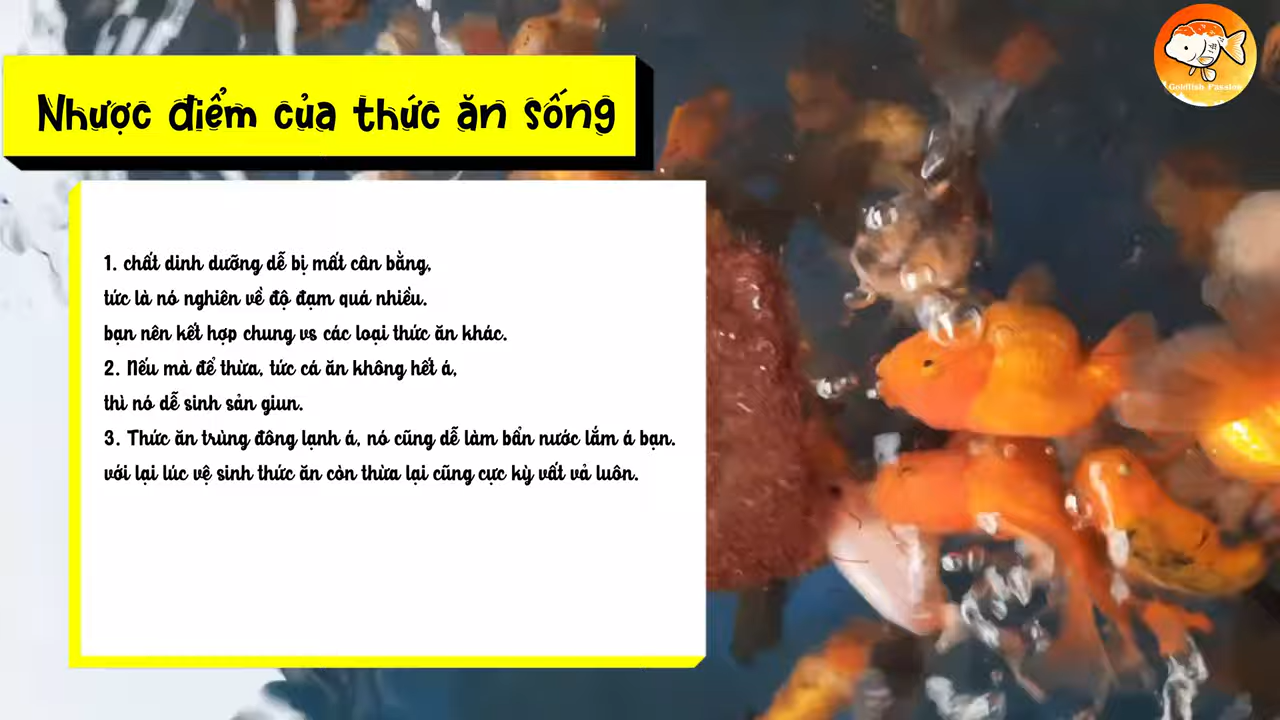 Nhược điểm của thức ăn sống
Goldfish Passion
1. chất dinh dưỡng dễ bị mất cân bằng,
tức là nó nghiên về độ đạm quá nhiều.
bạn nên kết hợp chung vs các loại thức ăn khác.
2. Nếu mà để thừa, tức cá ăn không hết á,
thì nó dễ sinh sản giun.
3. Thức ăn trùng đông lạnh á, nó cũng dễ làm bẩn nước lắm á bạn.
với lại lúc vệ sinh thức ăn còn thừa lại cũng cực kỳ vất vả luôn.